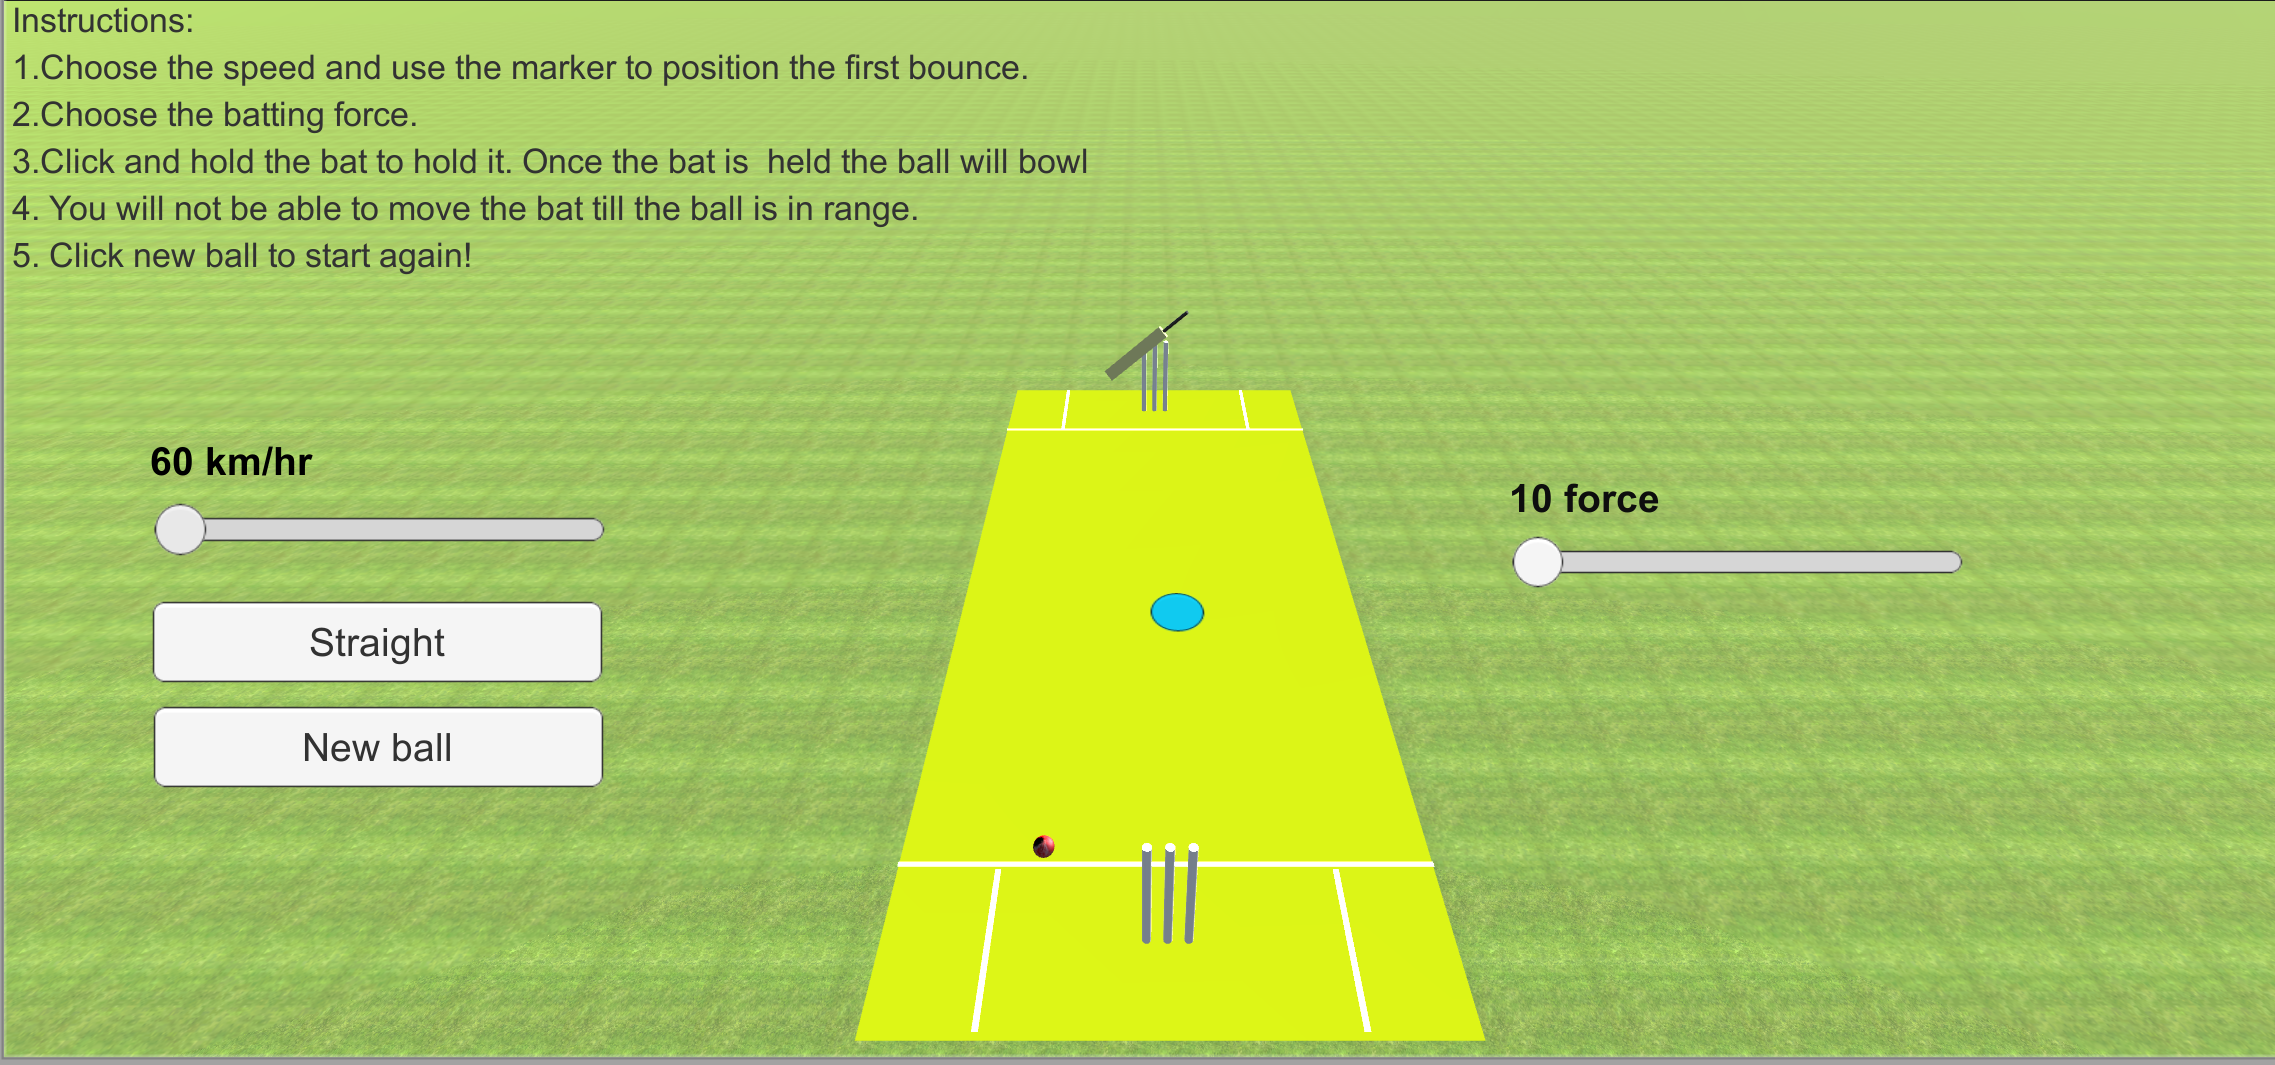 Instructions:
1.Choose the speed and use the marker to position the first bounce.
2.Choose the batting force.
3.Click and hold the bat to hold it. Once the bat is  held the ball will bowl
4. You will not be able to move the bat till the ball is in range.
5. Click new ball to start again!
60 km/hr
10 force
Straight
New ball